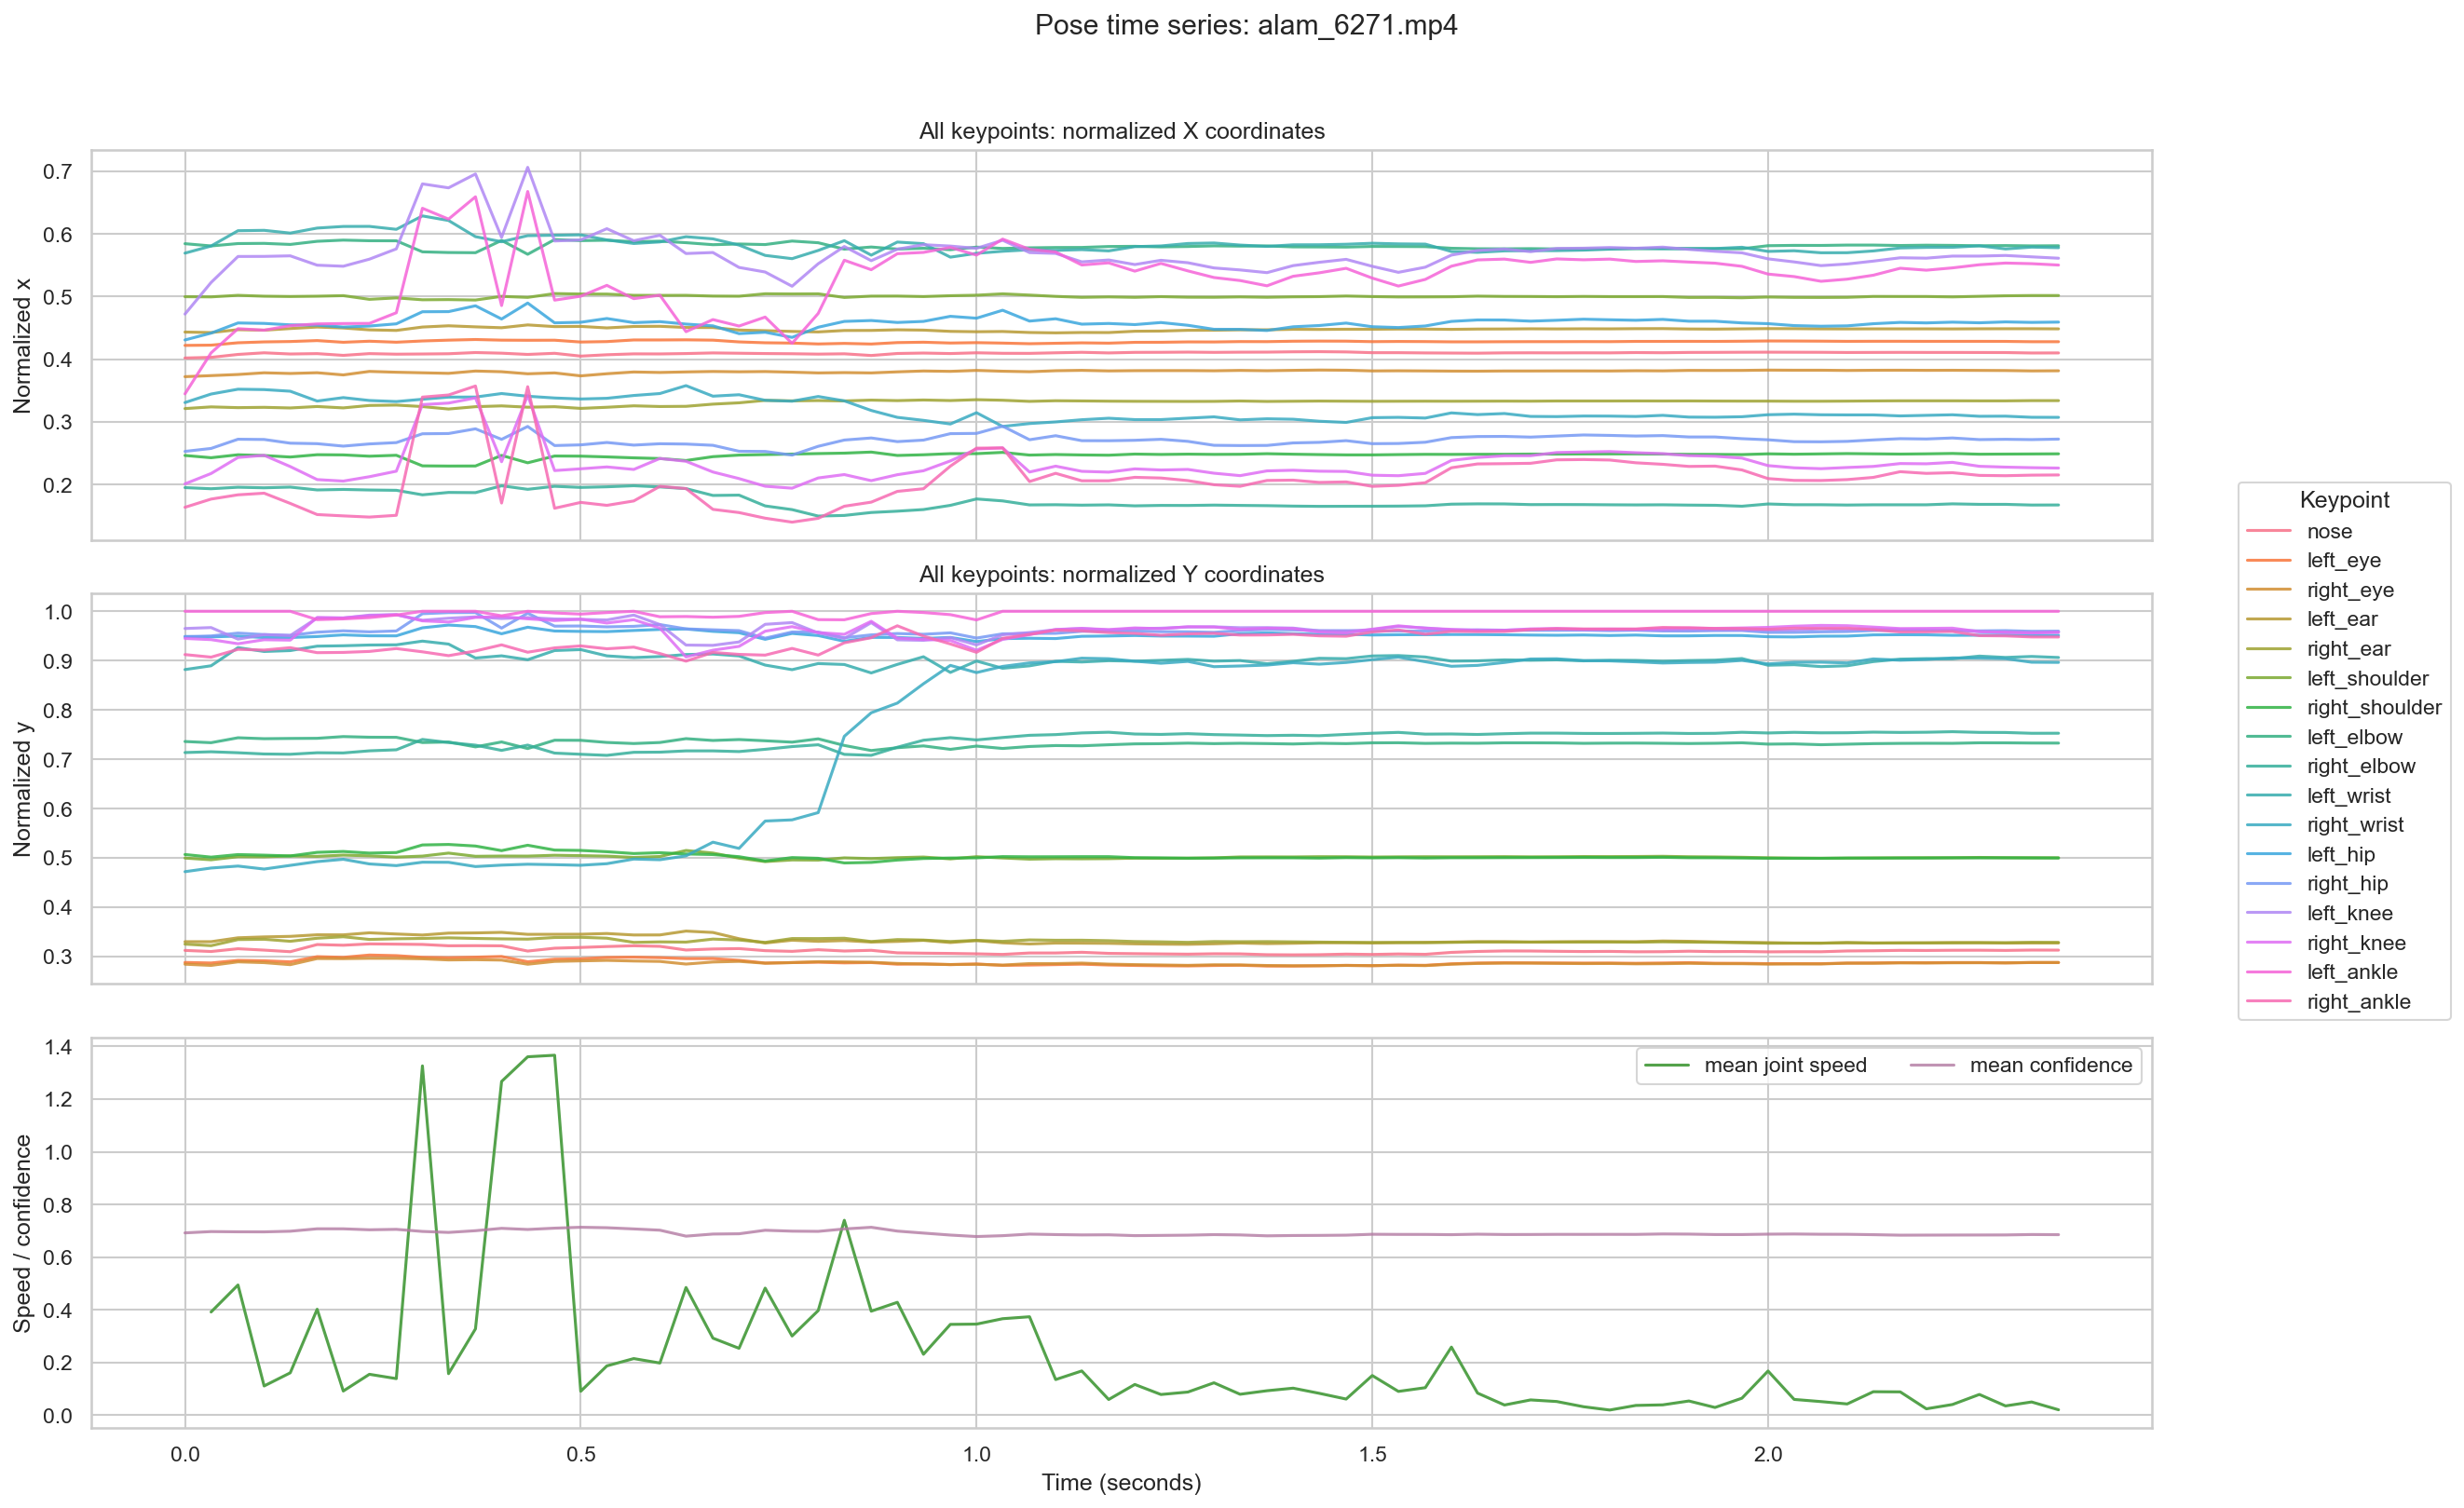 Pose time series: alam_6271.mp4
All keypoints: normalized X coordinates
Normalized x
0.7
0.6
0.5
0.4
0.3
0.2
All keypoints: normalized Y coordinates
Normalized y
1.0
0.9
0.8
0.7
0.6
0.5
0.4
0.3
Keypoint
nose
left_eye
right_eye
left_ear
right_ear
left_shoulder
right_shoulder
left_elbow
right_elbow
left_wrist
right_wrist
left_hip
right_hip
left_knee
right_knee
left_ankle
right_ankle
Speed / confidence
1.4
1.2
1.0
0.8
0.6
0.4
0.2
0.0
mean joint speed mean confidence
0.0 0.5 1.0 1.5 2.0
Time (seconds)